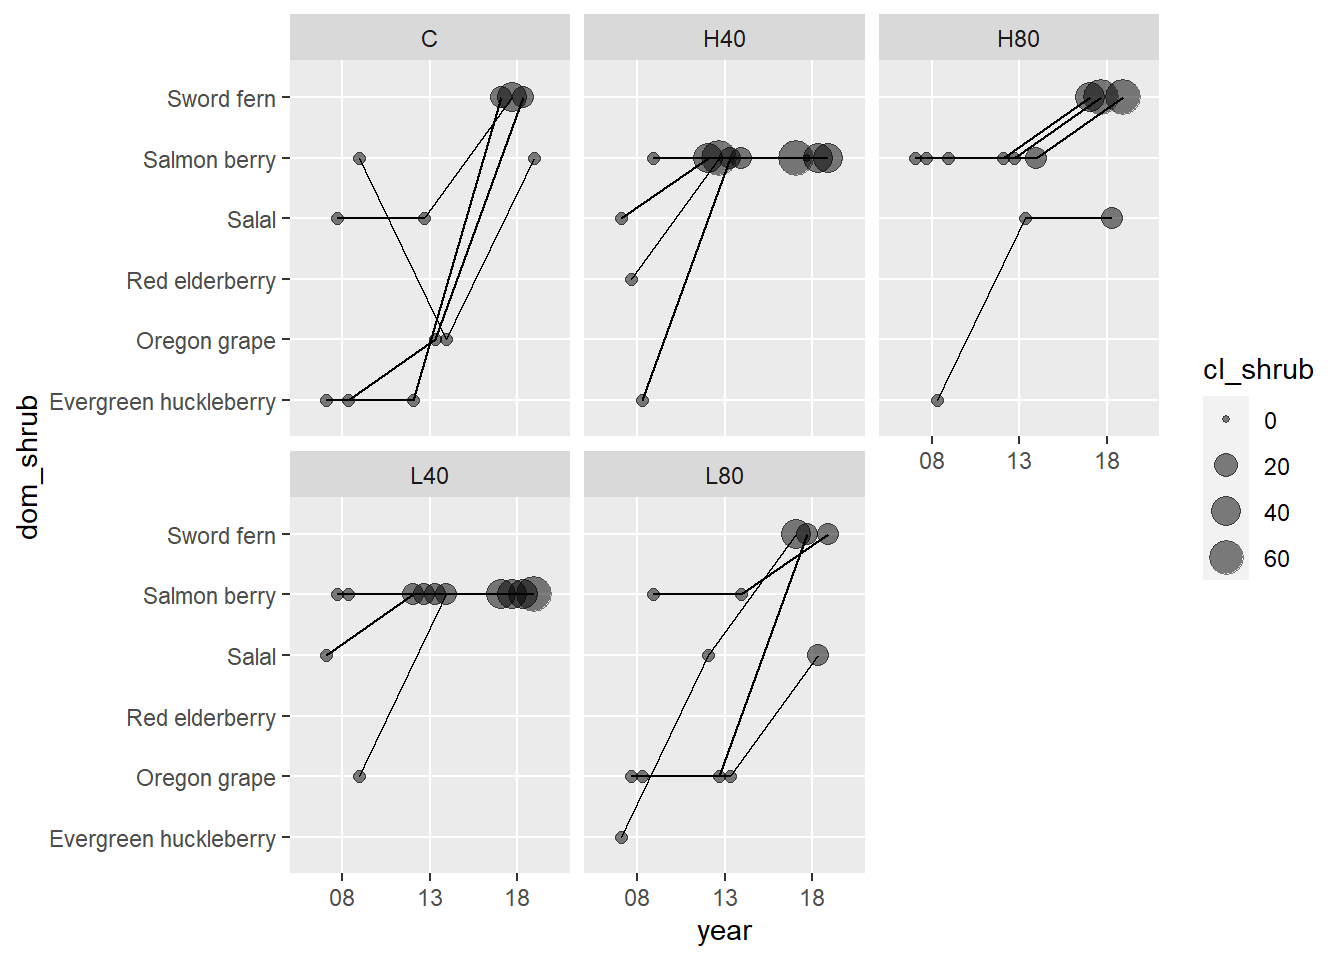 C
H40
H80
Sword fern
Salmon berry
Salal
Red elderberry
Oregon grape
Evergreen huckleberry
08 13 18
L40
L80
Sword fern
Salmon berry
Salal
Red elderberry
Oregon grape
Evergreen huckleberry
08 13 18
08 13 18
year
dom_shrub
cl_shrub
0
20
40
60